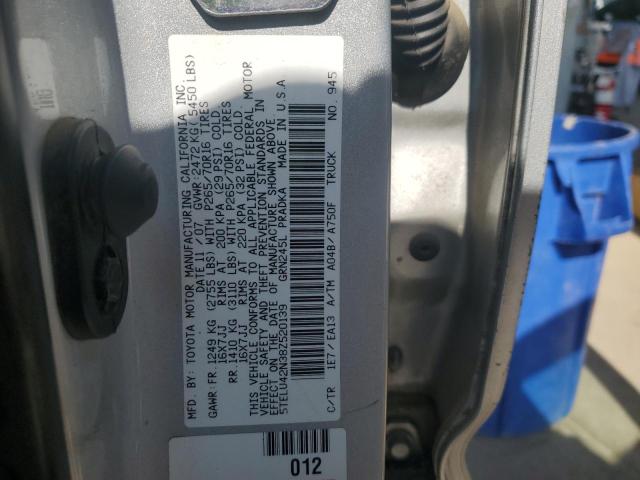 MFD. BY: TOYOTA MOTOR MANUFACTURING CALIFORNIA, INC.
DATE 11 / 07 GVWR 2472 KG ( 5450 LBS)
GAWR: FR. 1249 KG (2755 LBS) WITH P265/70R16 TIRES
16X7JJ RIMS AT 200 KPA (29 PSI) COLD
RR. 1410 KG (3110 LBS) WITH P265/70R16 TIRES
16X7JJ RIMS AT 220 KPA (32 PSI) COLD
THIS VEHICLE CONFORMS TO ALL APPLICABLE FEDERAL MOTOR
VEHICLE SAFETY AND THEFT PREVENTION STANDARDS IN
EFFECT ON THE DATE OF MANUFACTURE SHOWN ABOVE.
5TELU42N38Z520139 GRN245L PRADKA MADE IN U.S.A
C/TR 1E7/EA13 A/TM A04B/A750F TRUCK NO. 945
012